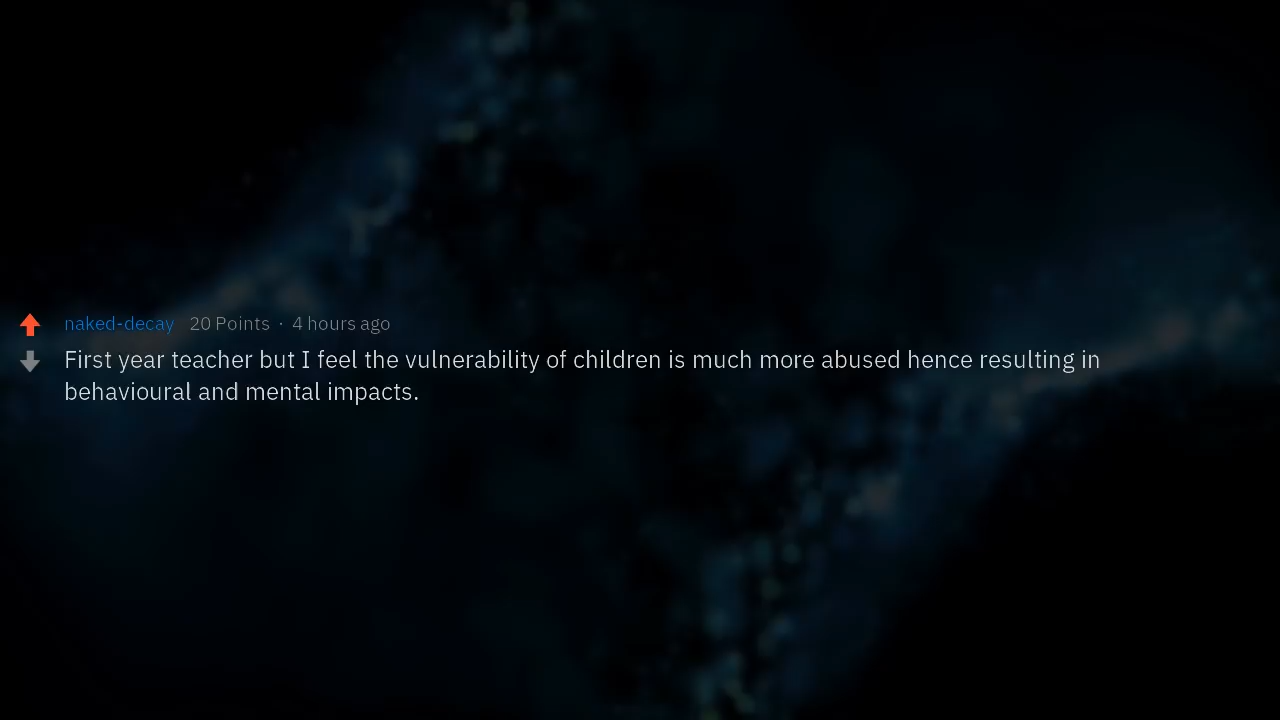 naked-decay 20 Points · 4 hours ago
First year teacher but I feel the vulnerability of children is much more abused hence resulting in
behavioural and mental impacts.